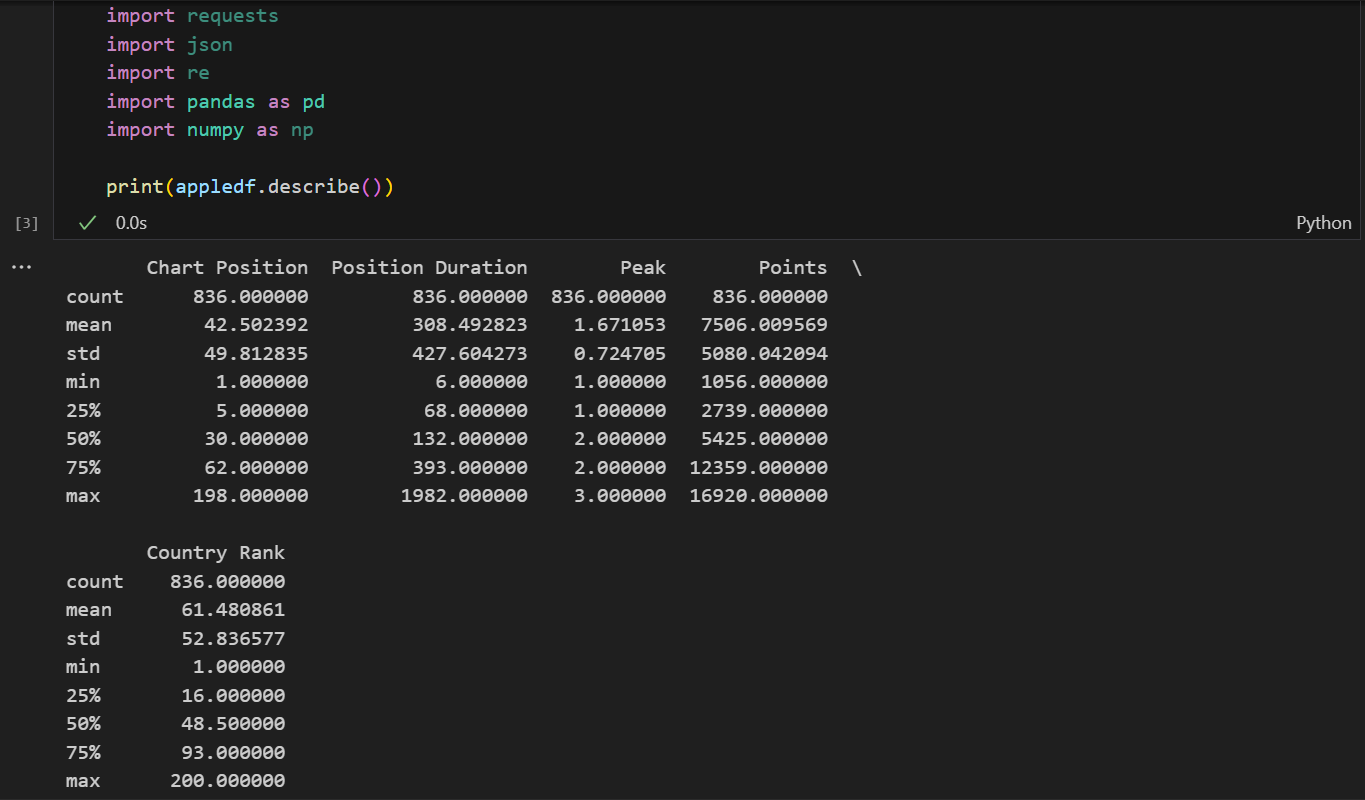 import requests
import json
import re
import pandas as pd
import numpy as np
print(appledf.describe())
[3] 0.0s Python
... Chart Position Position Duration Peak Points \
count 836.000000 836.000000 836.000000 836.000000
mean 42.502392 308.492823 1.671053 7506.009569
std 49.812835 427.604273 0.724705 5080.042094
min 1.000000 6.000000 1.000000 1056.000000
25% 5.000000 68.000000 1.000000 2739.000000
50% 30.000000 132.000000 2.000000 5425.000000
75% 62.000000 393.000000 2.000000 12359.000000
max 198.000000 1982.000000 3.000000 16920.000000
Country Rank
count 836.000000
mean 61.480861
std 52.836577
min 1.000000
25% 16.000000
50% 48.500000
75% 93.000000
max 200.000000